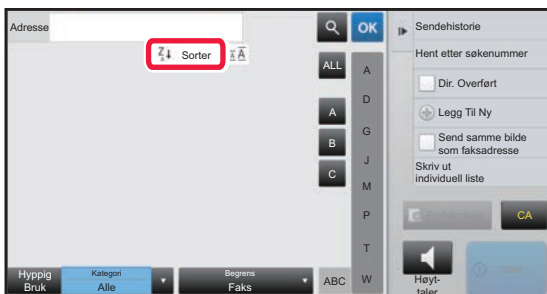 Adresse
OK
Sorter
ALL
A
B
C
ABC
A
D
G
J
M
P
T
W
Hyppig
Bruk
Kategori
Alle
Begrens
Faks
Sendehistorie
Hent etter søkenummer
Dir. Overført
Legg Til Ny
Send samme bilde
som faksadresse
Skriv ut
individuell liste
CA
Høyt-
taler
Start